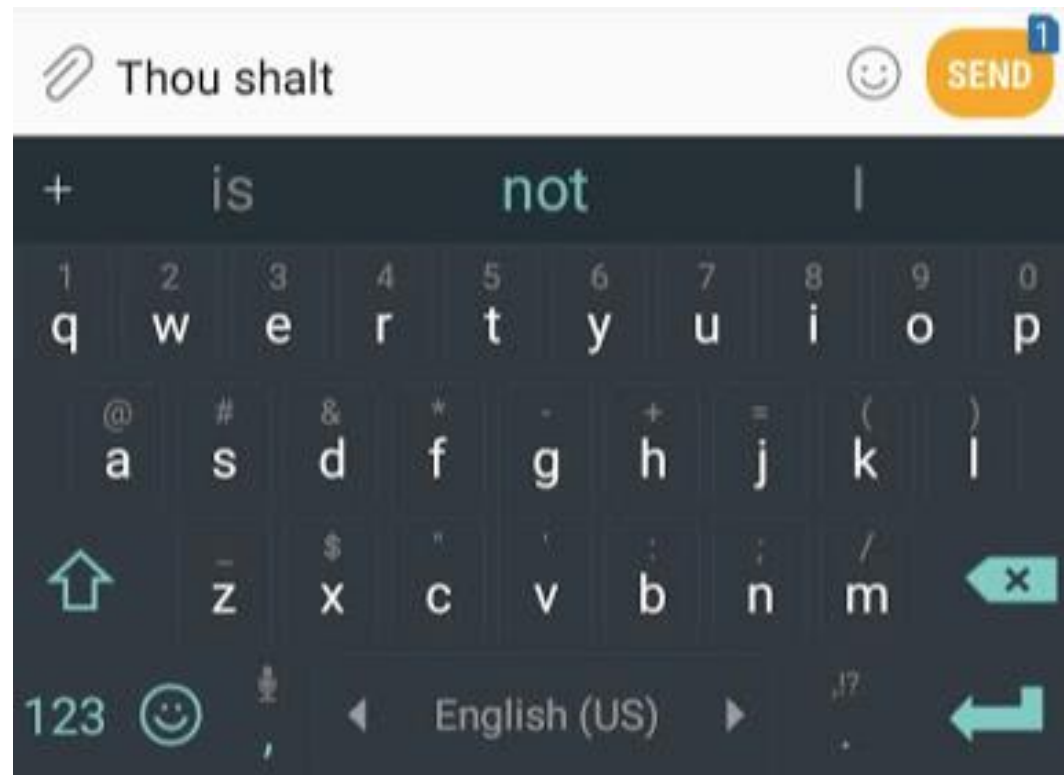 Thou shalt
1
SEND
+ is not I
1 2 3 4 5 6 7 8 9 0
q w e r t y u i o p
@ # & * - + = ( )
a s d f g h j k l
_ $ " ' : ; /
z x c v b n m
,!?
123 , English (US) .